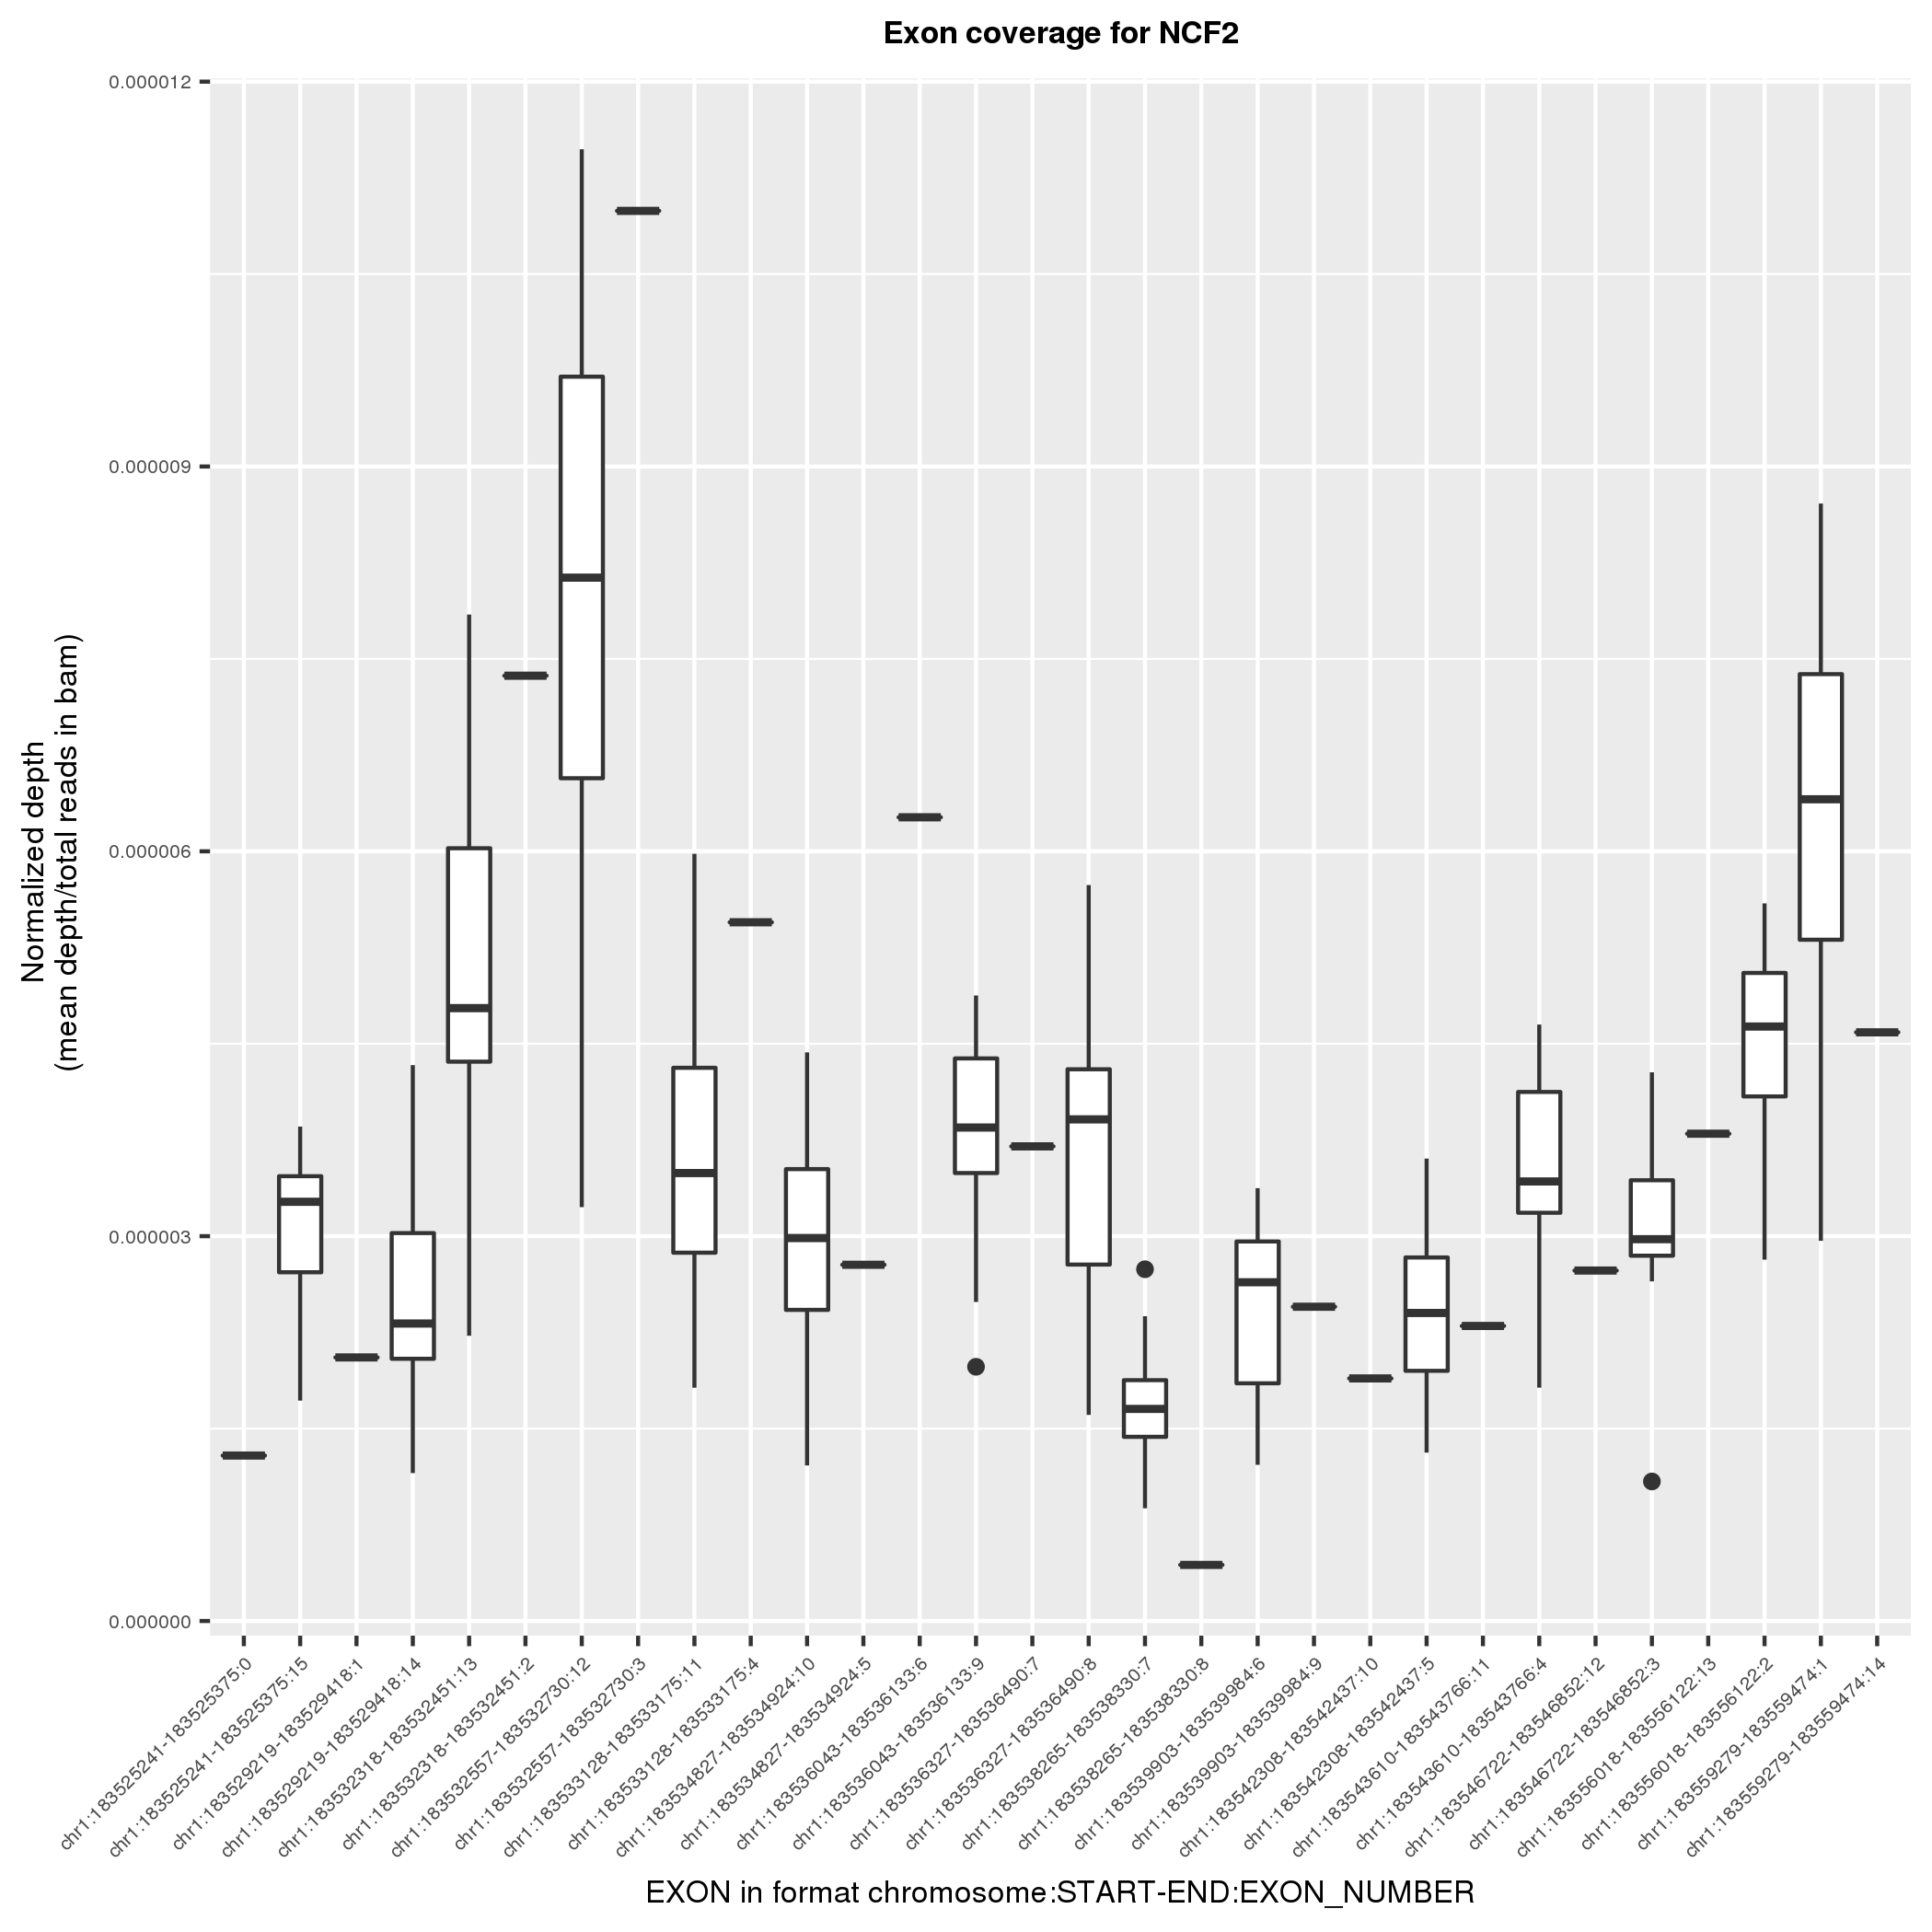 Exon coverage for NCF2
0.000012
0.000009
0.000006
0.000003
0.000000
Normalized depth
(mean depth/total reads in bam)
chr1:183525241-183525375:0
chr1:183525241-183525375:15
chr1:183529219-183529418:1
chr1:183529219-183529418:14
chr1:183532318-183532451:13
chr1:183532318-183532451:2
chr1:183532557-183532730:12
chr1:183532557-183532730:3
chr1:183533128-183533175:11
chr1:183533128-183533175:4
chr1:183534827-183534924:10
chr1:183534827-183534924:5
chr1:183536043-183536133:6
chr1:183536043-183536133:9
chr1:183536327-183536490:7
chr1:183536327-183536490:8
chr1:183538265-183538330:7
chr1:183538265-183538330:8
chr1:183539903-183539984:6
chr1:183539903-183539984:9
chr1:183542308-183542437:10
chr1:183542308-183542437:5
chr1:183543610-183543766:11
chr1:183543610-183543766:4
chr1:183546722-183546852:12
chr1:183546722-183546852:3
chr1:183556018-183556122:13
chr1:183556018-183556122:2
chr1:183559279-183559474:1
chr1:183559279-183559474:14
EXON in format chromosome:START-END:EXON_NUMBER